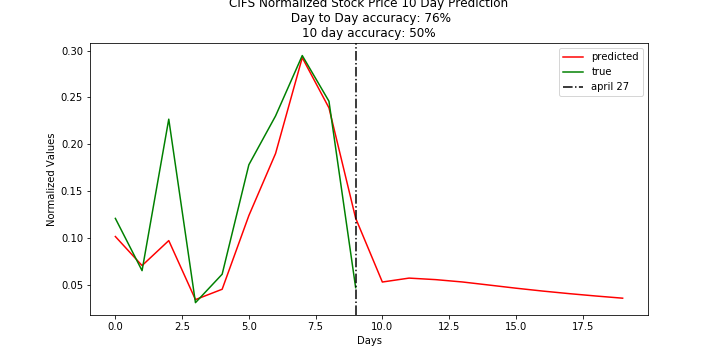 CIFS Normalized Stock Price 10 Day Prediction
Day to Day accuracy: 76%
10 day accuracy: 50%
predicted
true
april 27
Normalized Values
0.30
0.25
0.20
0.15
0.10
0.05
0.0 2.5 5.0 7.5 10.0 12.5 15.0 17.5
Days